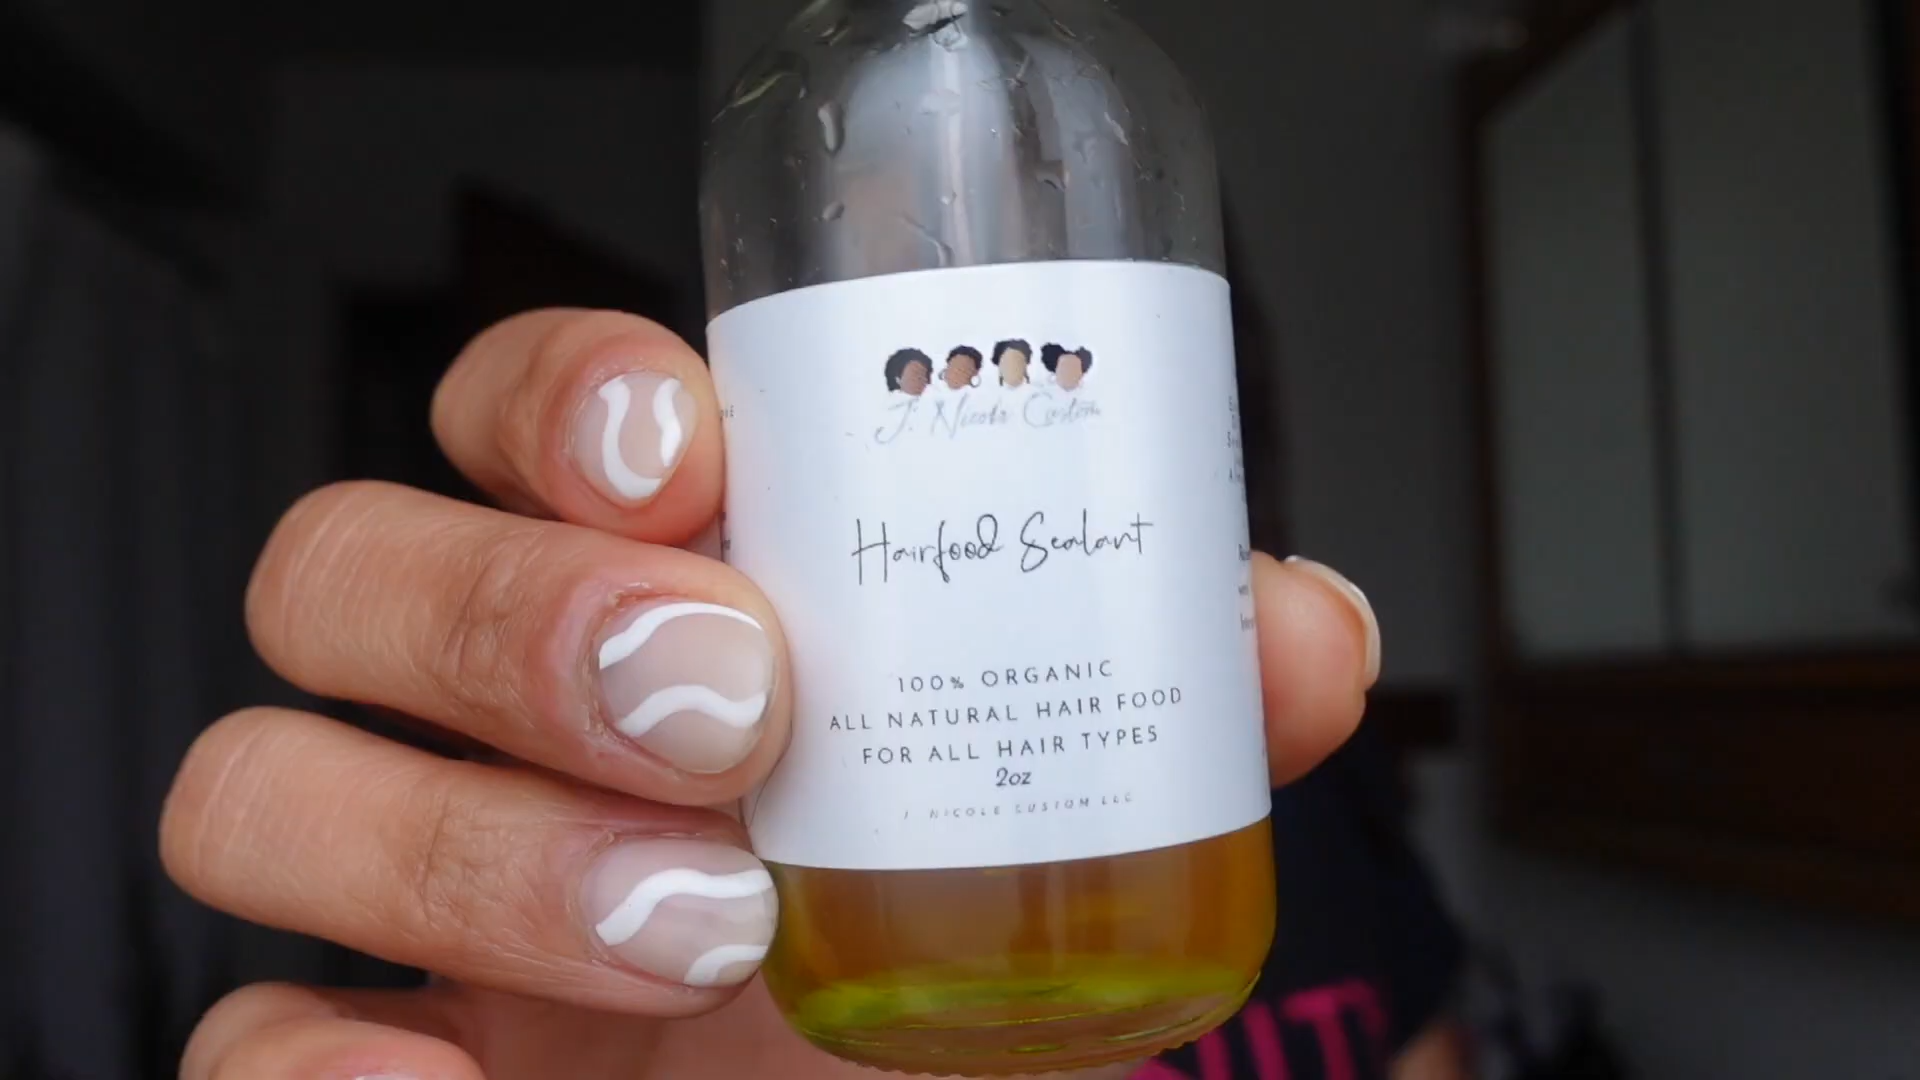 J. Nicole Custom
Hairfood Sealant
100% ORGANIC
ALL NATURAL HAIR FOOD
FOR ALL HAIR TYPES
2oz
J. NICOLE CUSTOM LLC